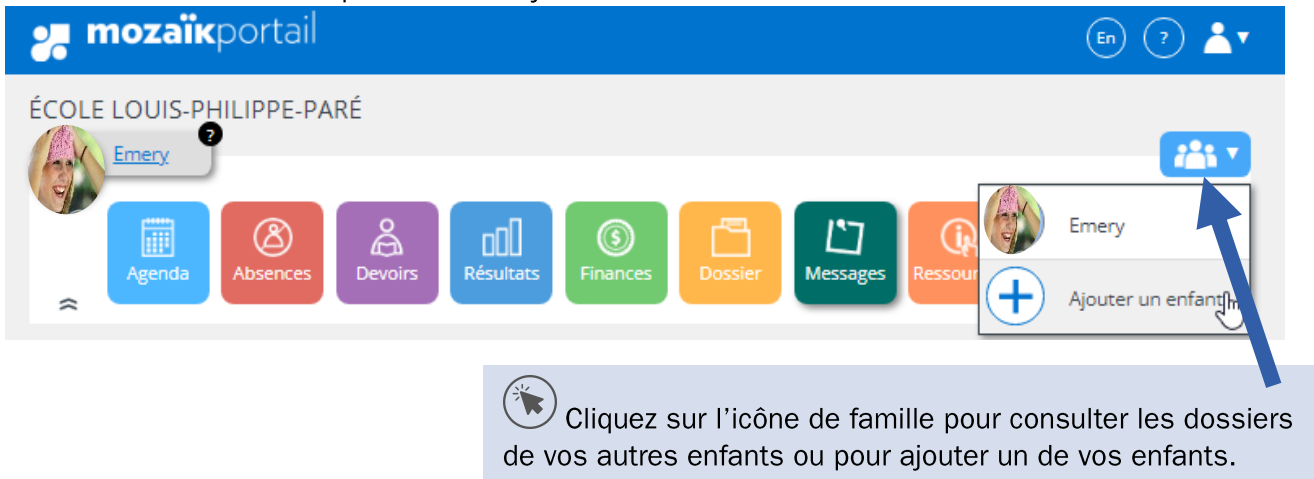 mozaïkportail
En
?
ÉCOLE LOUIS-PHILIPPE-PARÉ
Emery
?
Emery
Agenda
Absences
Devoirs
Résultats
Finances
Dossier
Messages
Ajouter un enfant
Cliquez sur l’icône de famille pour consulter les dossiers
de vos autres enfants ou pour ajouter un de vos enfants.